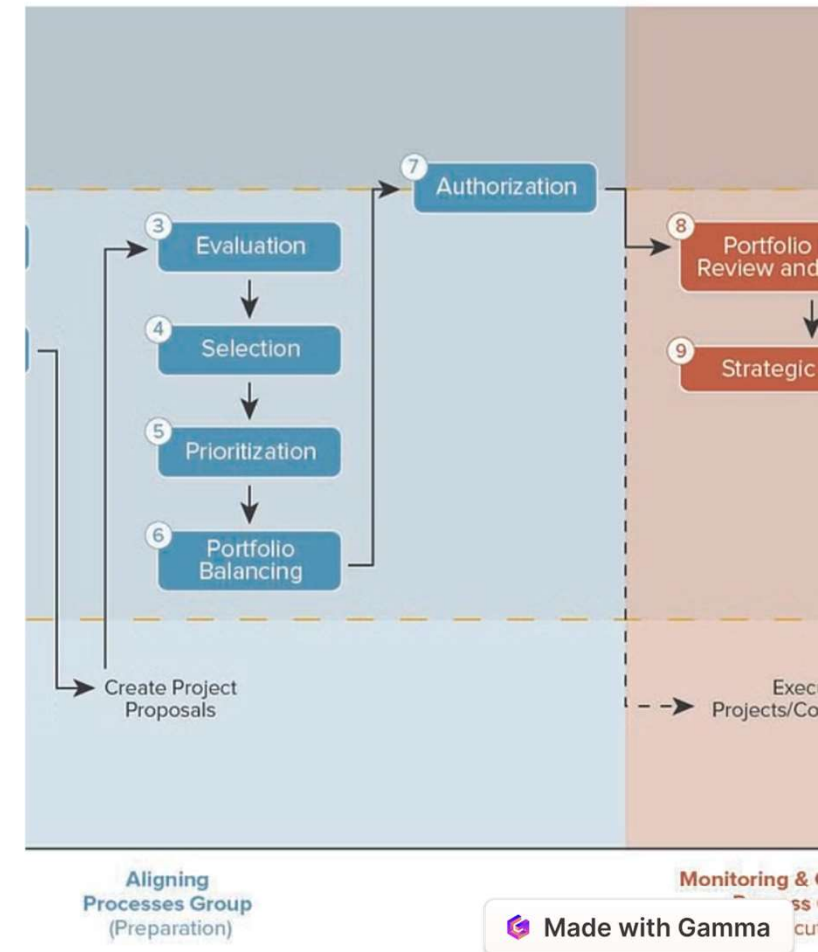 7
Authorization
3
Evaluation
4
Selection
5
Prioritization
6
Portfolio
Balancing
Create Project
Proposals
8
Portfolio
Review and
9
Strategic
Projects/Co
Aligning
Processes Group
(Preparation)
Monitoring &
Made with Gamma